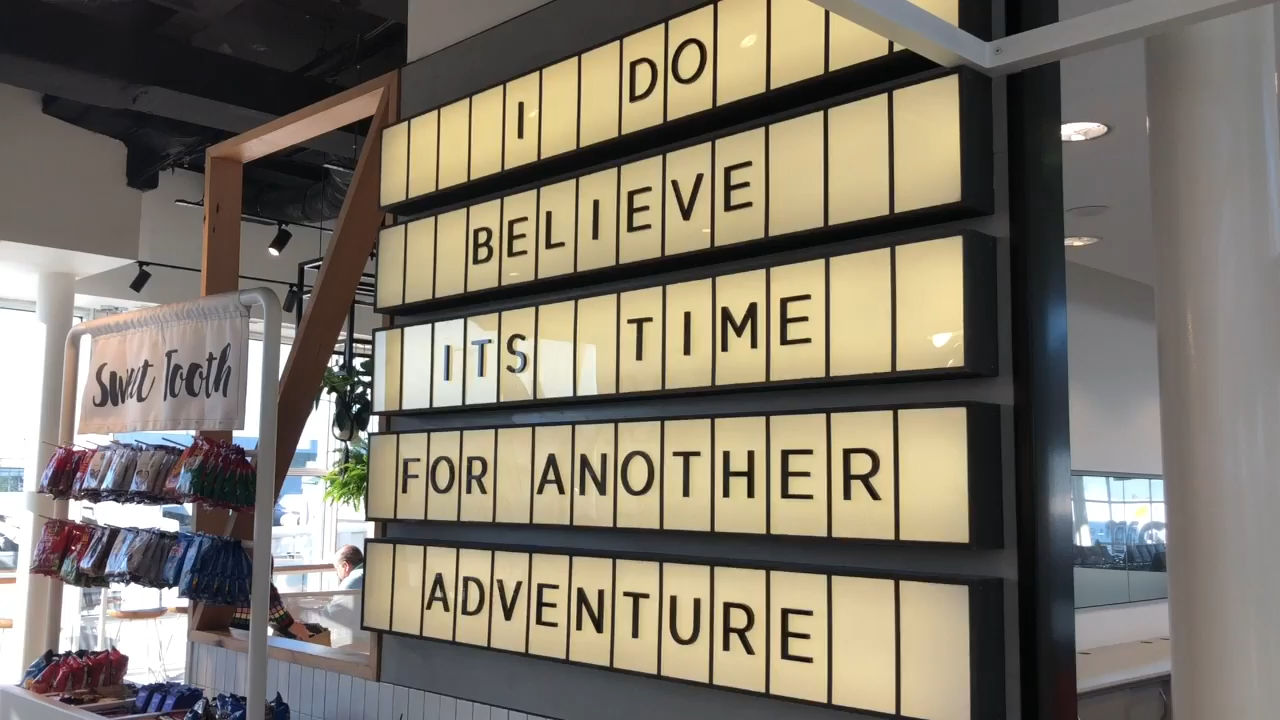 I DO
BELIEVE
ITS TIME
FOR ANOTHER
ADVENTURE
Sweet Tooth